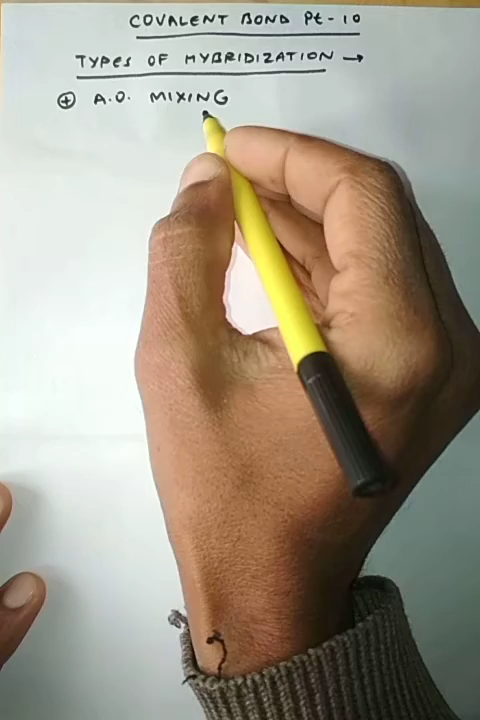 COVALENT BOND Pt-10
TYPES OF HYBRIDIZATION →
⊕ A.O. MIXING